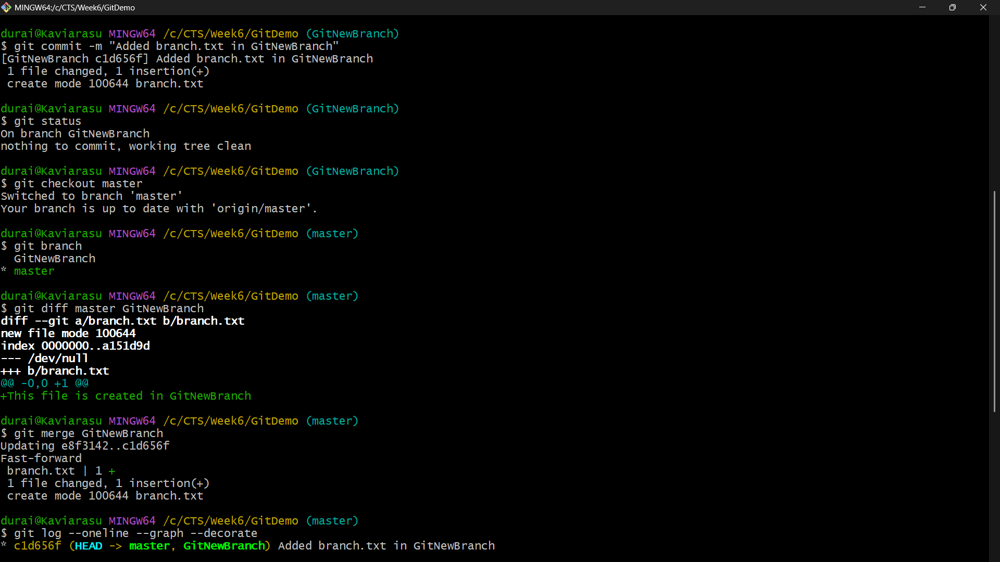 MINGW64:/c/CTS/Week6/GitDemo
durai@Kaviarasu MINGW64 /c/CTS/Week6/GitDemo (GitNewBranch)
$ git commit -m "Added branch.txt in GitNewBranch"
[GitNewBranch c1d656f] Added branch.txt in GitNewBranch
 1 file changed, 1 insertion(+)
 create mode 100644 branch.txt
durai@Kaviarasu MINGW64 /c/CTS/Week6/GitDemo (GitNewBranch)
$ git status
On branch GitNewBranch
nothing to commit, working tree clean
durai@Kaviarasu MINGW64 /c/CTS/Week6/GitDemo (GitNewBranch)
$ git checkout master
Switched to branch 'master'
Your branch is up to date with 'origin/master'.
durai@Kaviarasu MINGW64 /c/CTS/Week6/GitDemo (master)
$ git branch
  GitNewBranch
* master
durai@Kaviarasu MINGW64 /c/CTS/Week6/GitDemo (master)
$ git diff master GitNewBranch
diff --git a/branch.txt b/branch.txt
new file mode 100644
index 0000000..a151d9d
--- /dev/null
+++ b/branch.txt
@@ -0,0 +1 @@
+This file is created in GitNewBranch
durai@Kaviarasu MINGW64 /c/CTS/Week6/GitDemo (master)
$ git merge GitNewBranch
Updating e8f3142..c1d656f
Fast-forward
 branch.txt | 1 +
 1 file changed, 1 insertion(+)
 create mode 100644 branch.txt
durai@Kaviarasu MINGW64 /c/CTS/Week6/GitDemo (master)
$ git log --oneline --graph --decorate
* c1d656f (HEAD -> master, GitNewBranch) Added branch.txt in GitNewBranch